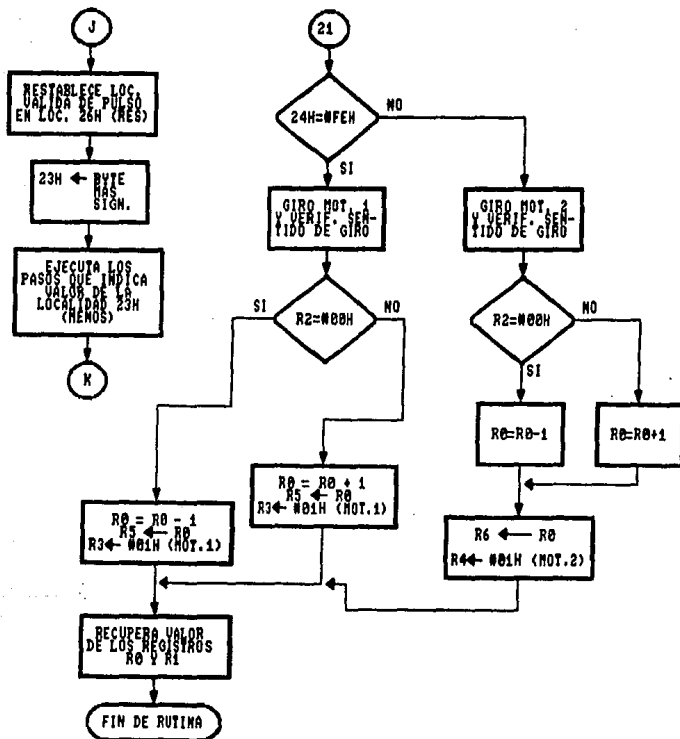 J
RESTABLECE LOC.
VALIDA DE PULSO
EN LOC. 26H (RES)
23H ← BYTE
MAS
SIGN.
EJECUTA LOS
PASOS QUE INDICA
VALOR DE LA
LOCALIDAD 23H
(MENOS)
K
21
24H=#FEH
NO
SI
GIRO MOT. 1
Y VERIF. SEN-
TIDO DE GIRO
GIRO MOT. 2
Y VERIF. SEN-
TIDO DE GIRO
SI
R2=#00H
NO
R2=#00H
NO
SI
R0=R0-1
R0=R0+1
R0 = R0 + 1
R5 ← R0
R3← #01H (MOT.1)
R0 = R0 - 1
R5 ← R0
R3← #01H (MOT.1)
R6 ← R0
R4← #01H (MOT.2)
RECUPERA VALOR
DE LOS REGISTROS
R0 Y R1
FIN DE RUTINA